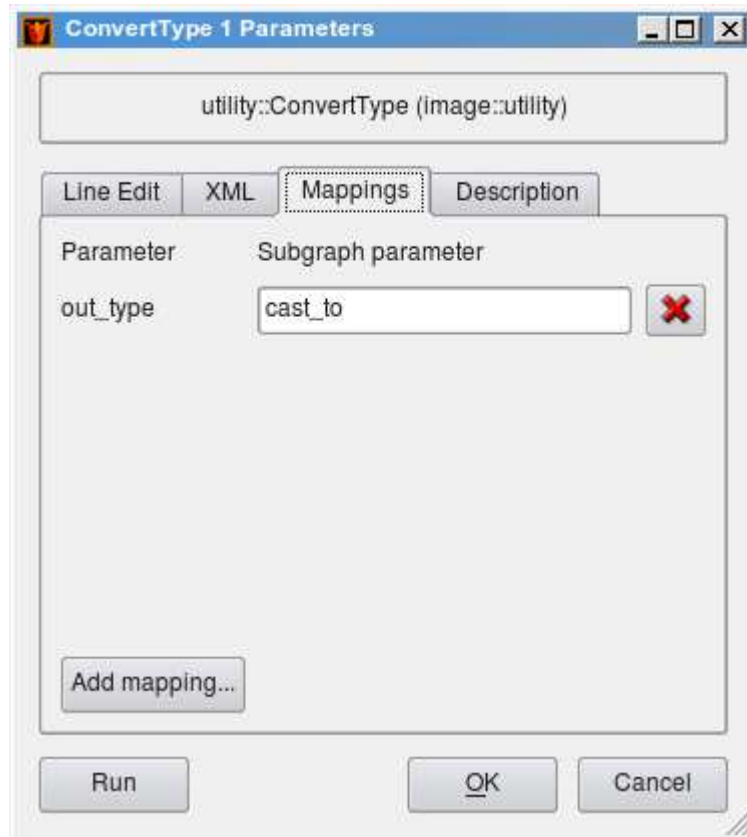 ConvertType 1 Parameters
utility::ConvertType (image::utility)
Line Edit XML Mappings Description
Parameter Subgraph parameter
out_type cast_to
Add mapping...
Run OK Cancel